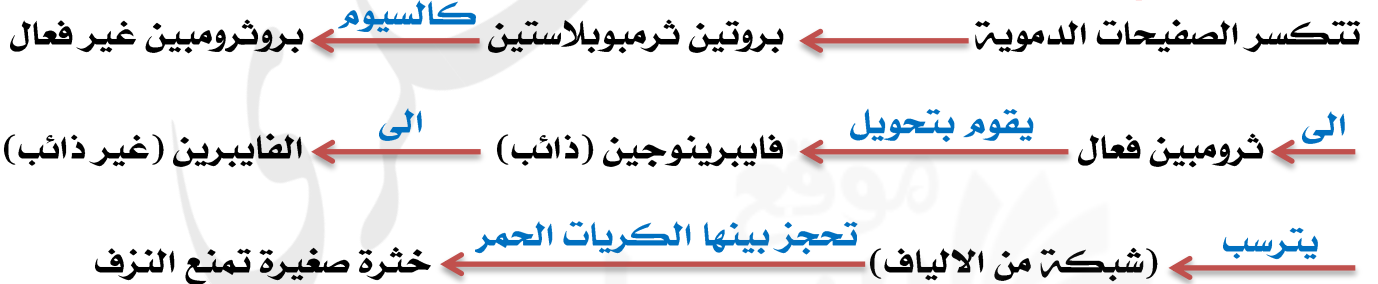 تتكسر الصفيحات الدموية ← بروتين ثرمبوبلاستين كالسيوم ← بروثرومبين غير فعال
الى ← ثرومبين فعال يقوم بتحويل ← فايبرينوجين (ذائب) الى ← الفايبرين (غير ذائب)
يترسب ← (شبكة من الالياف) تحجز بينها الكريات الحمر ← خثرة صغيرة تمنع النزف
موقع